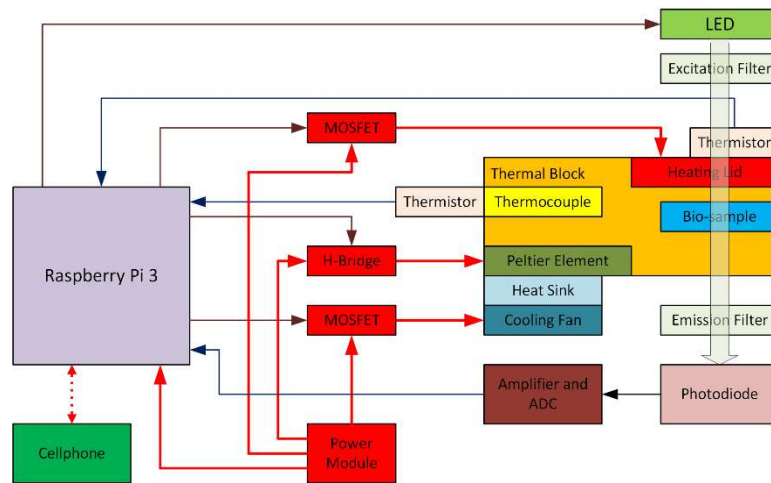 LED
Excitation Filter
MOSFET
Thermistor
Thermal Block
Heating Lid
Thermistor
Thermocouple
Bio-sample
Raspberry Pi 3
H-Bridge
Peltier Element
Heat Sink
MOSFET
Cooling Fan
Emission Filter
Amplifier and
ADC
Photodiode
Cellphone
Power
Module